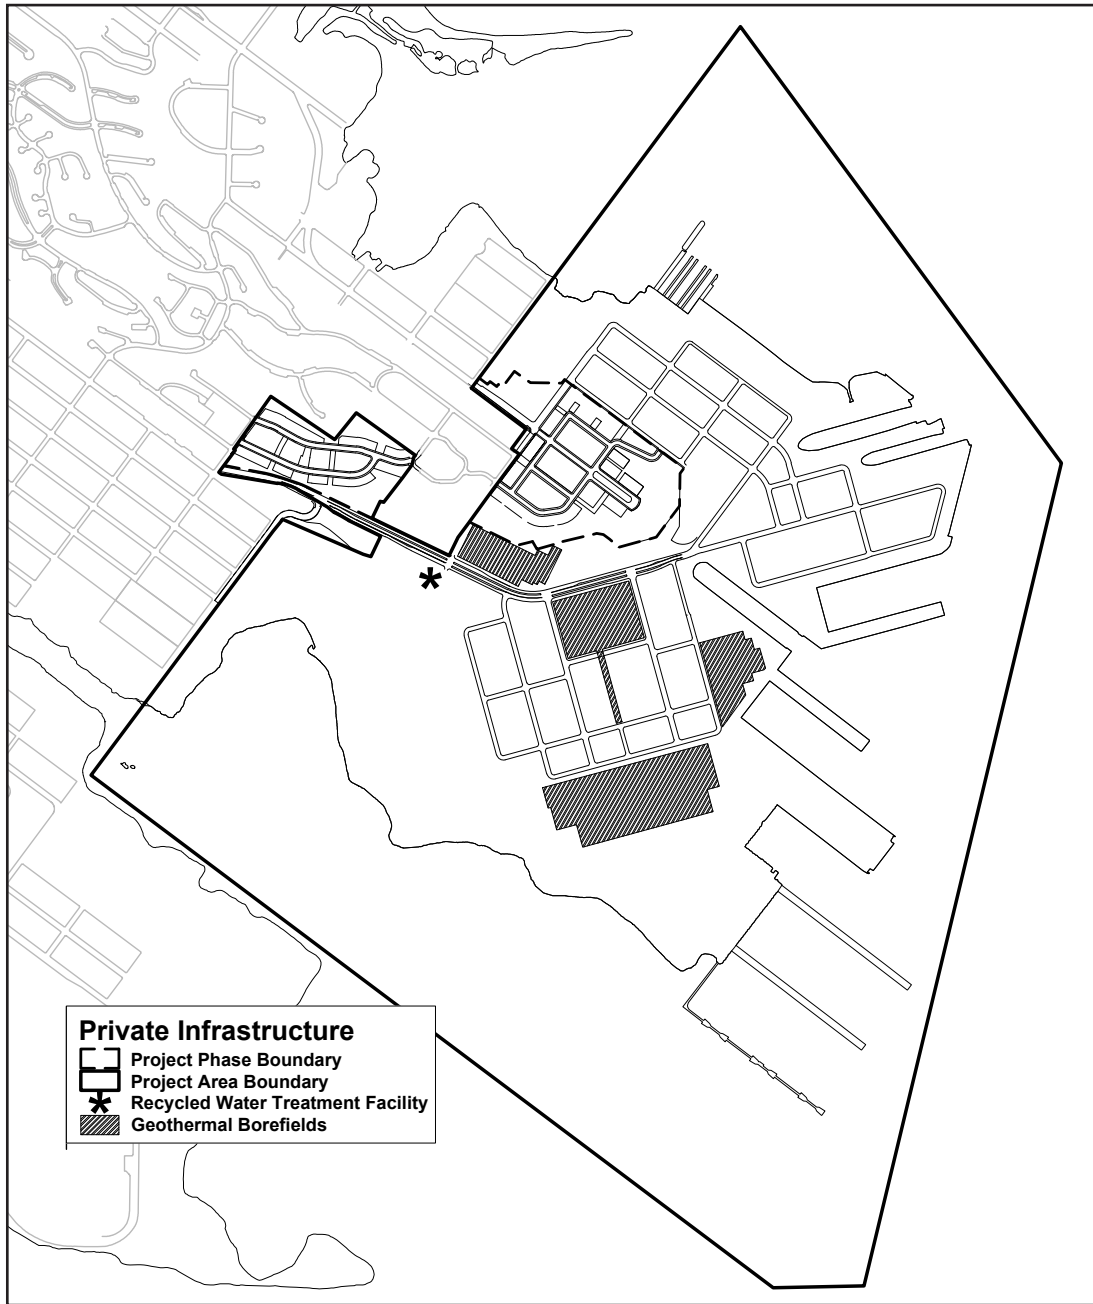 Private Infrastructure
Project Phase Boundary
Project Area Boundary
Recycled Water Treatment Facility
Geothermal Borefields